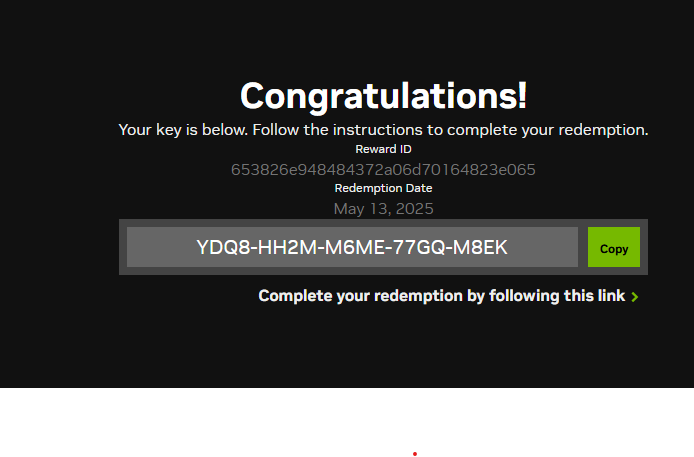 Congratulations!
Your key is below. Follow the instructions to complete your redemption.
Reward ID
653826e948484372a06d70164823e065
Redemption Date
May 13, 2025
YDQ8-HH2M-M6ME-77GQ-M8EK
Copy
Complete your redemption by following this link >